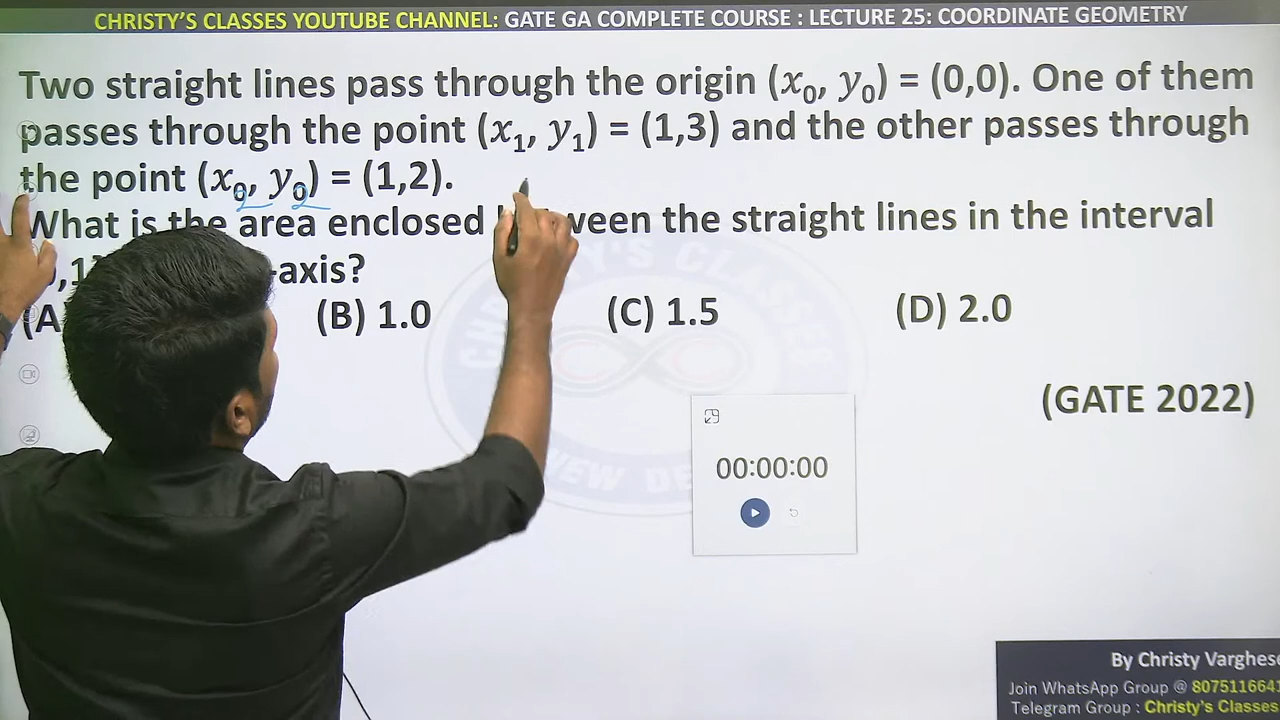 CHRISTY'S CLASSES YOUTUBE CHANNEL: GATE GA COMPLETE COURSE : LECTURE 25: COORDINATE GEOMETRY
Two straight lines pass through the origin (x₀, y₀) = (0,0). One of them
passes through the point (x₁, y₁) = (1,3) and the other passes through
the point (x₀, y₀) = (1,2).
2 2
What is the area enclosed the straight lines in the interval
-axis?
(A (B) 1.0 (C) 1.5 (D) 2.0
(GATE 2022)
00:00:00
By Christy Varghese
Join WhatsApp Group @ 8075116641
Telegram Group : Christy's Classes